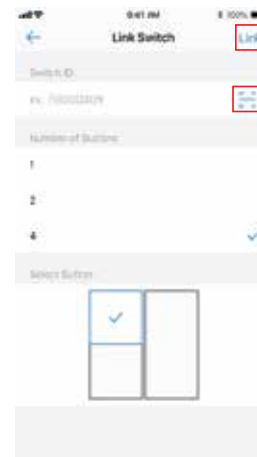 9:41 AM
100%
Link Switch
Link
Switch ID
Number of Buttons
1
2
4
Select Button